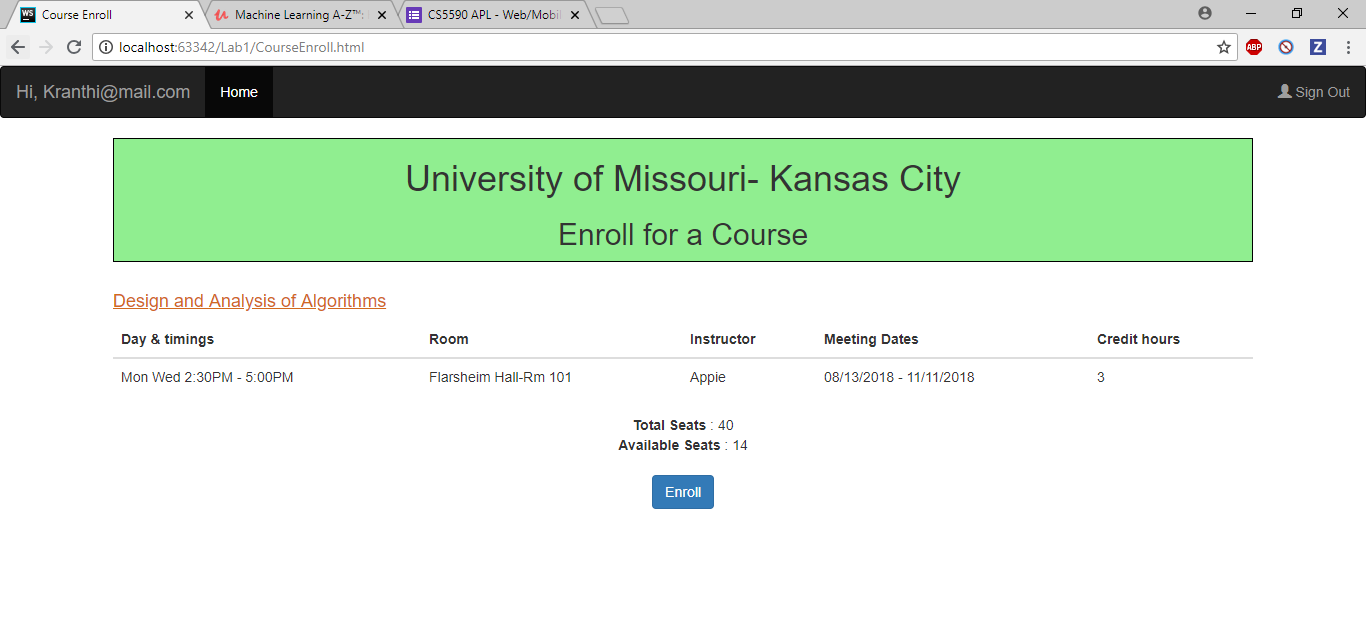 WS Course Enroll
Machine Learning A-Z™:
CS5590 APL - Web/Mobil
localhost:63342/Lab1/CourseEnroll.html
ABP
Z
Hi, Kranthi@mail.com Home Sign Out
University of Missouri- Kansas City
Enroll for a Course
Design and Analysis of Algorithms
Day & timings Room Instructor Meeting Dates Credit hours
Mon Wed 2:30PM - 5:00PM Flarsheim Hall-Rm 101 Appie 08/13/2018 - 11/11/2018 3
Total Seats : 40
Available Seats : 14
Enroll